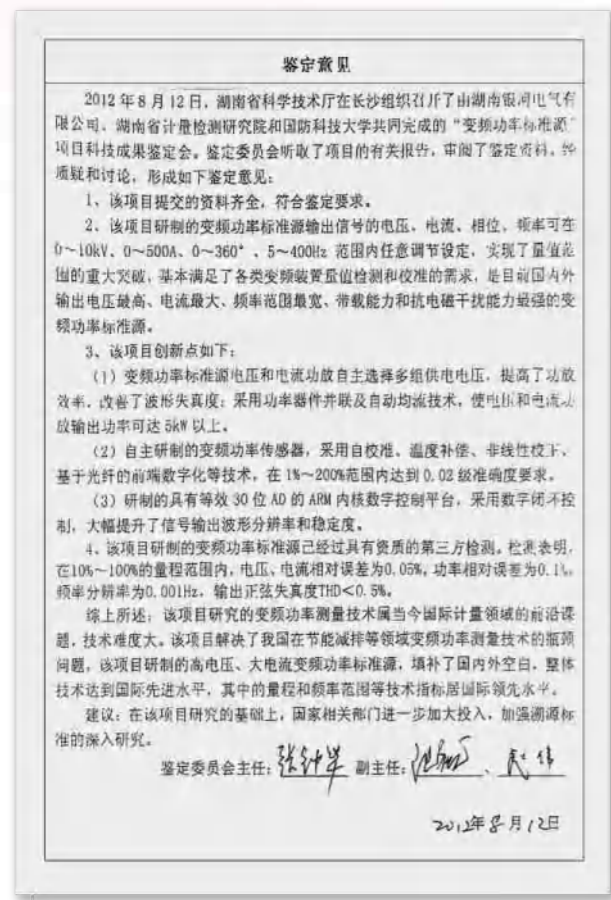 鉴定意见
2012年8月12日，湖南省科学技术厅在长沙组织召开了由湖南银河电气有
限公司、湖南省计量检测研究院和国防科技大学共同完成的“变频功率标准源”
项目科技成果鉴定会。鉴定委员会听取了项目的有关报告，审阅了鉴定资料，经
质疑和讨论，形成如下鉴定意见：
1、该项目提交的资料齐全，符合鉴定要求。
2、该项目研制的变频功率标准源输出信号的电压、电流、相位、频率可在
0～10kV、0～500A、0～360°、5～400Hz 范围内任意调节设定，实现了量值范
围的重大突破，基本满足了各类变频装置量值检测和校准的需求，是目前国内外
输出电压最高、电流最大、频率范围最宽、带载能力和抗电磁干扰能力最强的变
频功率标准源。
3、该项目创新点如下：
（1）变频功率标准源电压和电流功放自主选择多组供电电压，提高了功放
效率，改善了波形失真度；采用功率器件并联及自动均流技术，使电压和电流功
放输出功率可达 5kW 以上。
（2）自主研制的变频功率传感器，采用自校准、温度补偿、非线性校正、
基于光纤的前端数字化等技术，在 1%～200%范围内达到 0.02 级准确度要求。
（3）研制的具有等效 30 位 AD 的 ARM 内核数字控制平台，采用数字闭环控
制，大幅提升了信号输出波形分辨率和稳定度。
4、该项目研制的变频功率标准源已经过具有资质的第三方检测。检测表明，
在10%～100%的量程范围内，电压、电流相对误差为0.05%，功率相对误差为0.1%，
频率分辨率为0.001Hz，输出正弦失真度THD＜0.5%。
综上所述：该项目研究的变频功率测量技术属当今国际计量领域的前沿课
题，技术难度大。该项目解决了我国在节能减排等领域变频功率测量技术的瓶颈
问题，该项目研制的高电压、大电流变频功率标准源，填补了国内外空白，整体
技术达到国际先进水平，其中的量程和频率范围等技术指标居国际领先水平。
建议：在该项目研究的基础上，国家相关部门进一步加大投入，加强溯源标
准的深入研究。
鉴定委员会主任： 副主任： 、
2012年8月12日